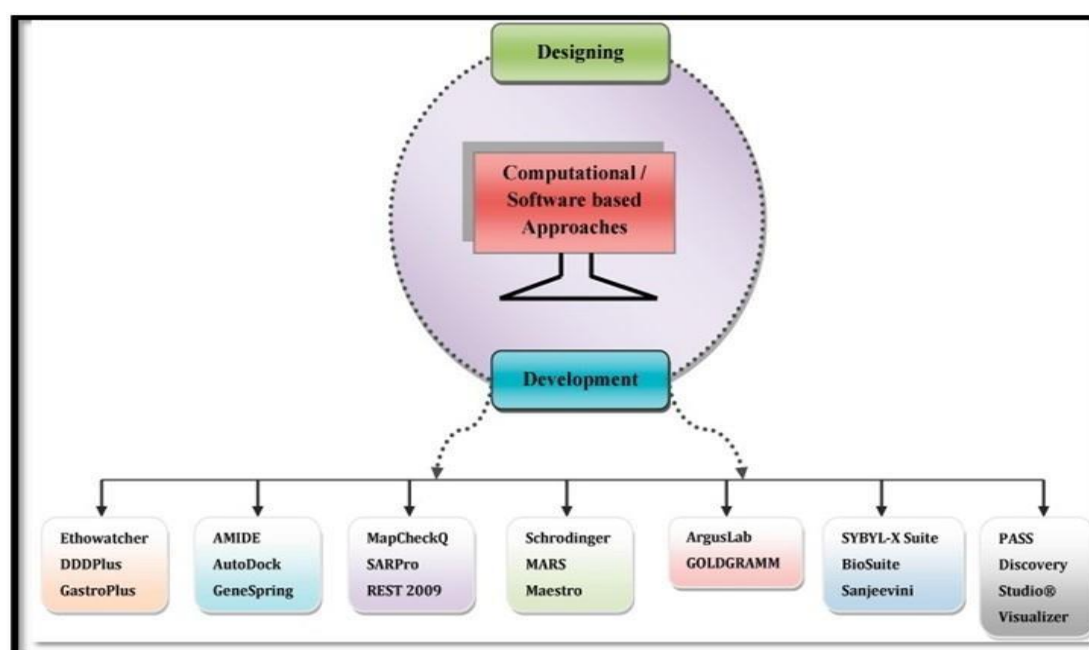 Designing
Computational /
Software based
Approaches
Development
Ethowatcher
DDDPlus
GastroPlus
AMIDE
AutoDock
GeneSpring
MapCheckQ
SARPro
REST 2009
Schrodinger
MARS
Maestro
ArgusLab
GOLDGRAMM
SYBYL-X Suite
BioSuite
Sanjeevini
PASS
Discovery
Studio®
Visualizer